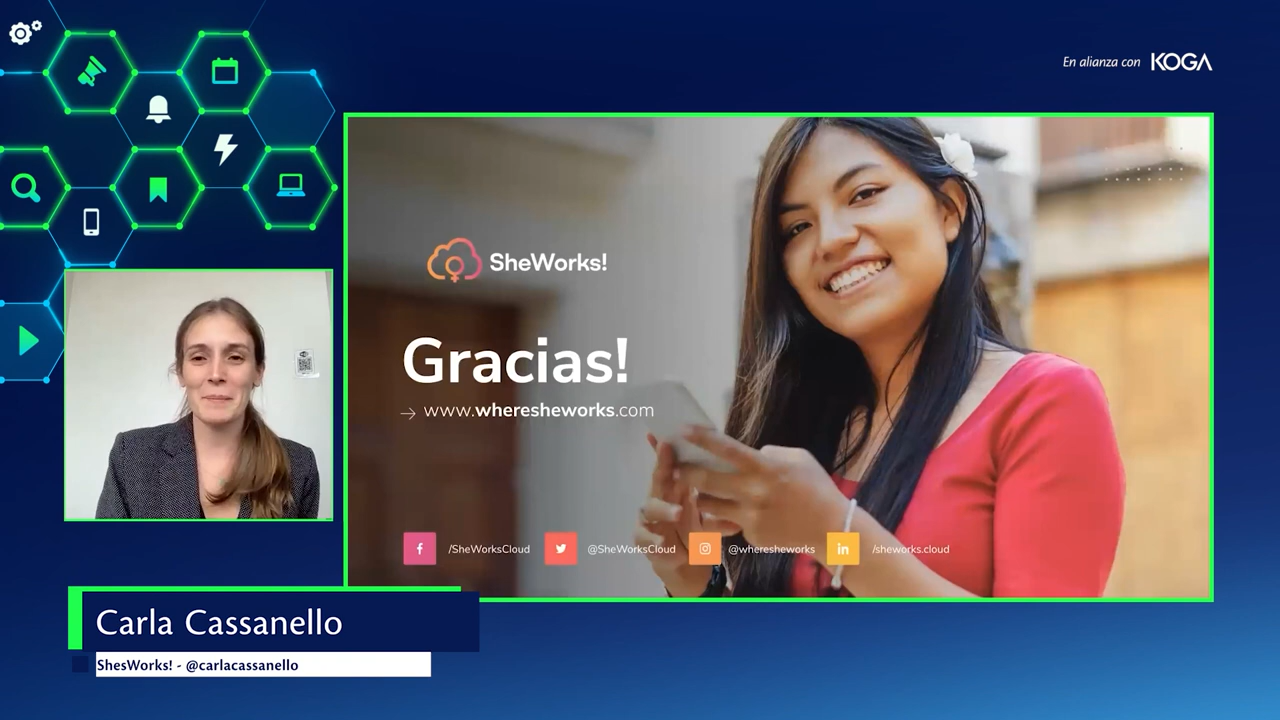 En alianza con KOGA
SheWorks!
Gracias!
→ www.wheresheworks.com
/SheWorksCloud @SheWorksCloud @wheresheworks /sheworks.cloud
Carla Cassanello
ShesWorks! - @carlacassanello